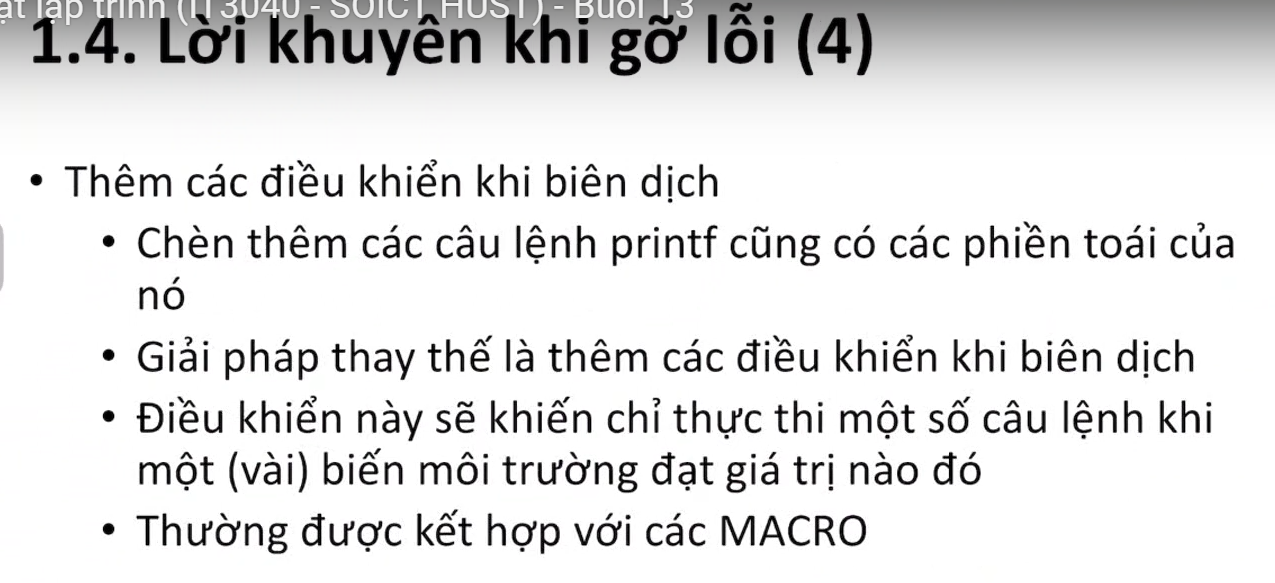 ật lập trình (IT3040 - SOICT HUST) - Buổi 13
1.4. Lời khuyên khi gỡ lỗi (4)
• Thêm các điều khiển khi biên dịch
• Chèn thêm các câu lệnh printf cũng có các phiền toái của
nó
• Giải pháp thay thế là thêm các điều khiển khi biên dịch
• Điều khiển này sẽ khiến chỉ thực thi một số câu lệnh khi
một (vài) biến môi trường đạt giá trị nào đó
• Thường được kết hợp với các MACRO